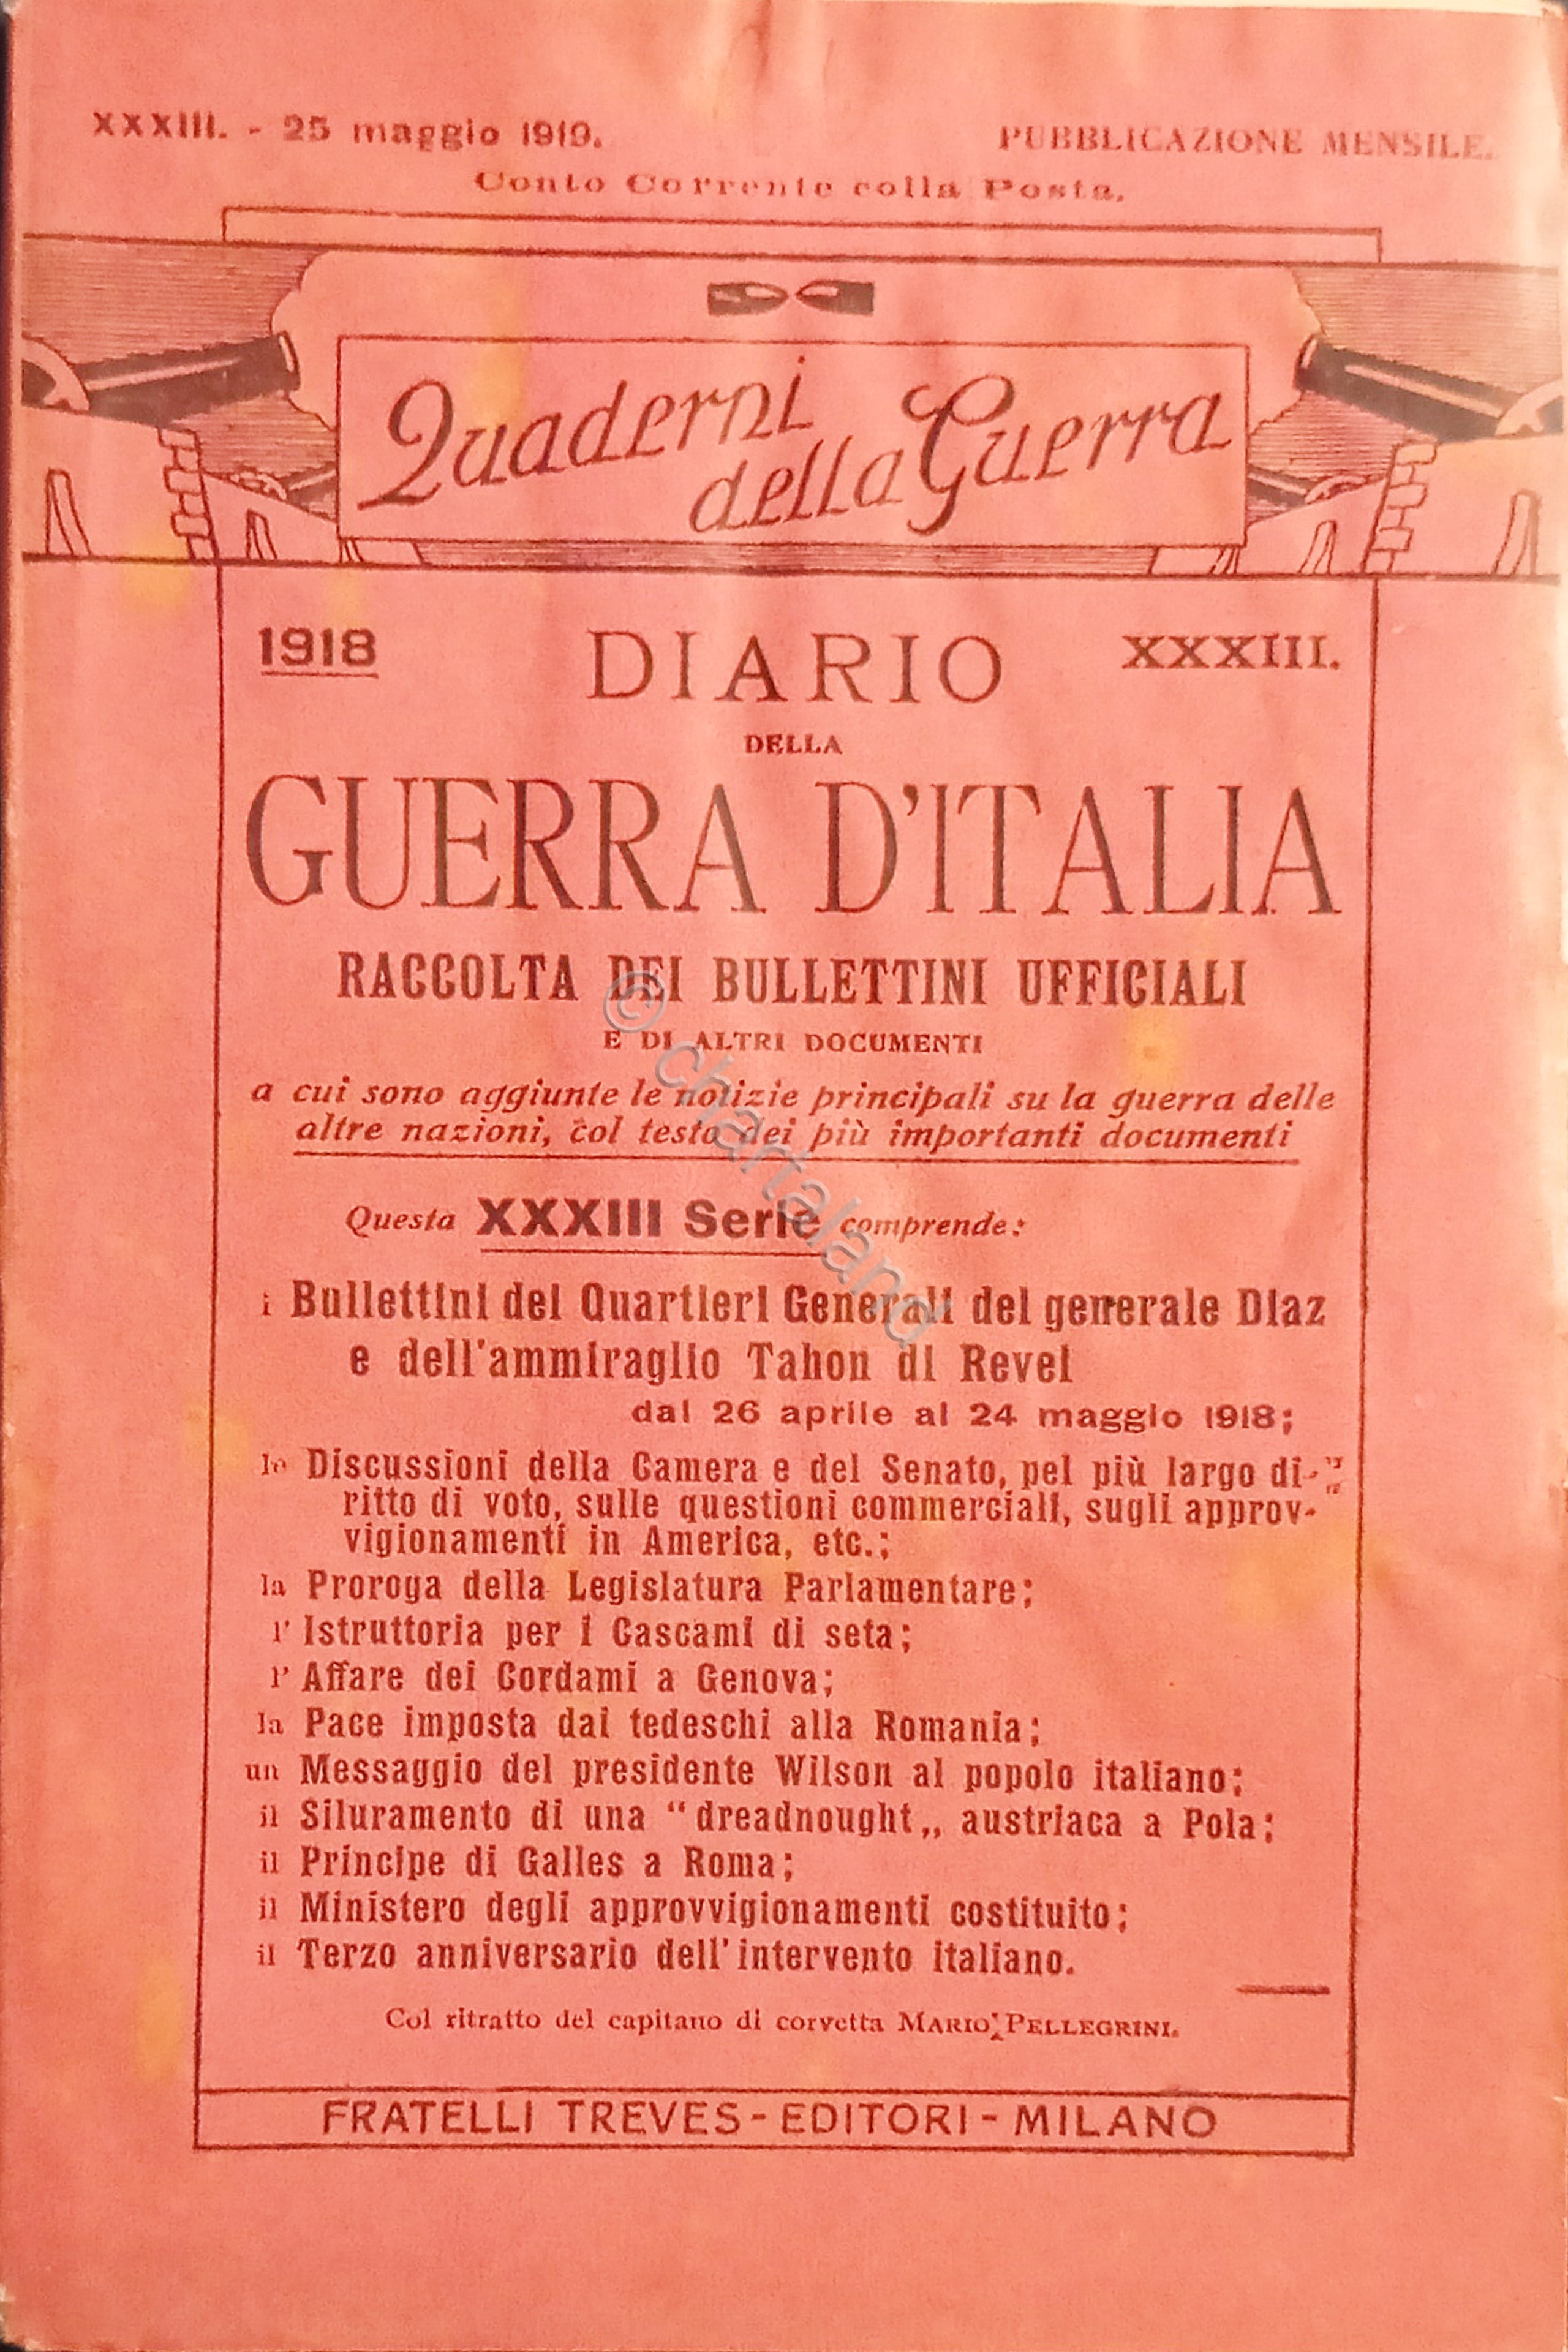 XXXIII. - 25 maggio 1919.
PUBBLICAZIONE MENSILE.
Conto Corrente colla Posta.
Quaderni
della Guerra
1918 DIARIO XXXIII.
DELLA
GUERRA D'ITALIA
RACCOLTA DEI BULLETTINI UFFICIALI
E DI ALTRI DOCUMENTI
a cui sono aggiunte le notizie principali su la guerra delle
altre nazioni, col testo dei più importanti documenti
Questa XXXIII Serie comprende:
i Bullettini dei Quartieri Generali del generale Diaz
e dell'ammiraglio Tahon di Revel
dal 26 aprile al 24 maggio 1918;
le Discussioni della Camera e del Senato, pel più largo di-
ritto di voto, sulle questioni commerciali, sugli approv-
vigionamenti in America, etc.;
la Proroga della Legislatura Parlamentare;
l' Istruttoria per i Cascami di seta;
l' Affare dei Cordami a Genova;
la Pace imposta dai tedeschi alla Romania;
un Messaggio del presidente Wilson al popolo italiano;
il Siluramento di una “dreadnought„ austriaca a Pola;
il Principe di Galles a Roma;
il Ministero degli approvvigionamenti costituito;
il Terzo anniversario dell'intervento italiano.
Col ritratto del capitano di corvetta MARIO PELLEGRINI.
FRATELLI TREVES - EDITORI - MILANO
© chartaland